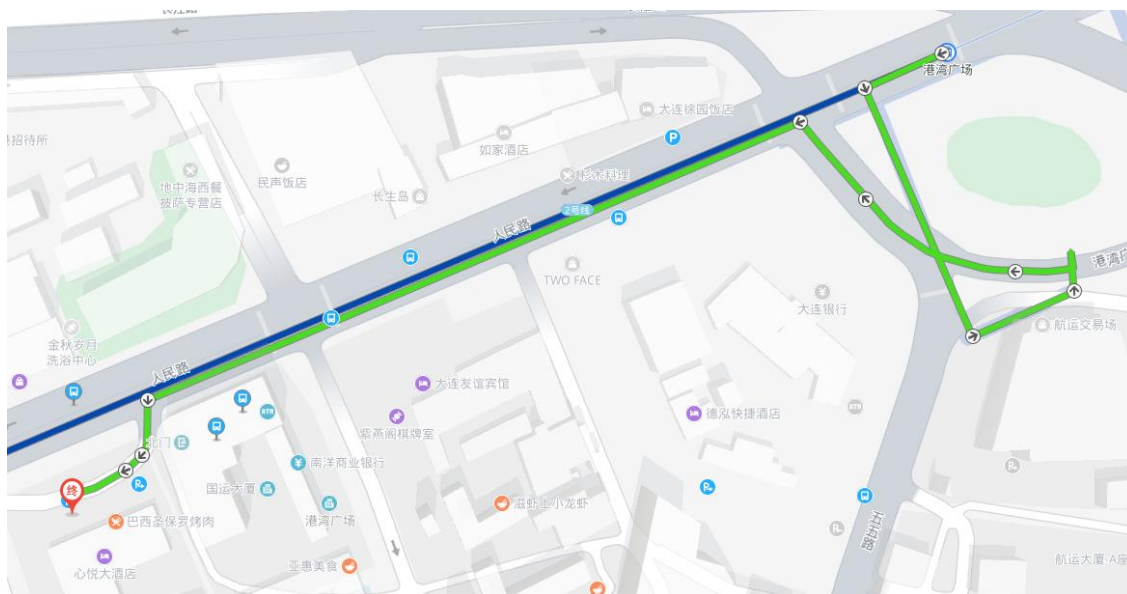 港湾广场
大连徐园饭店
P
招待所
如家酒店
杉木料理
地中海西餐
披萨专营店
民声饭店
长生岛
2号线
人民路
港湾广
TWO FACE
大连银行
航运交易场
金秋岁月
洗浴中心
人民路
大连友谊宾馆
ATM
德泓快捷酒店
ATM
紫燕阁棋牌室
北门
南洋商业银行
国运大厦
终
巴西圣保罗烤肉
港湾广场
滋虾上小龙虾
五五路
心悦大酒店
亚惠美食
航运大厦-A座